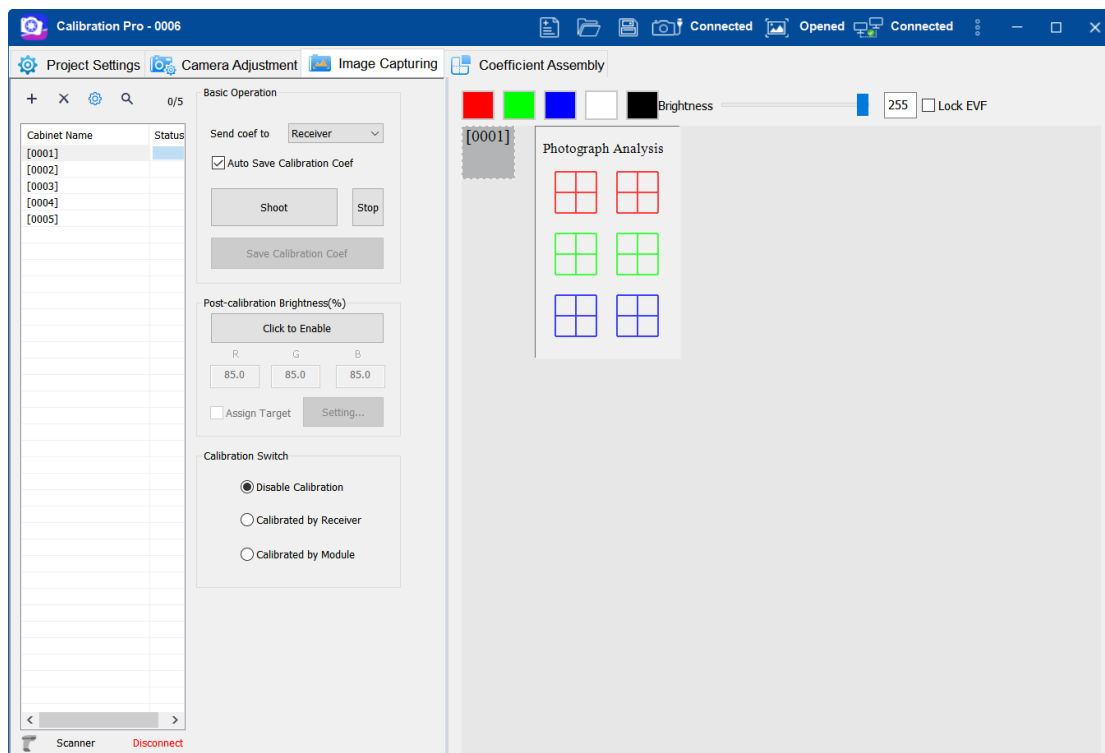 Calibration Pro - 0006
Connected
Opened
Connected
Project Settings
Camera Adjustment
Image Capturing
Coefficient Assembly
0/5
Cabinet Name Status
[0001]
[0002]
[0003]
[0004]
[0005]
Scanner Disconnect
Basic Operation
Send coef to Receiver
Auto Save Calibration Coef
Shoot Stop
Save Calibration Coef
Post-calibration Brightness(%)
Click to Enable
R G B
85.0 85.0 85.0
Assign Target Setting...
Calibration Switch
Disable Calibration
Calibrated by Receiver
Calibrated by Module
Brightness 255 Lock EVF
[0001]
Photograph Analysis